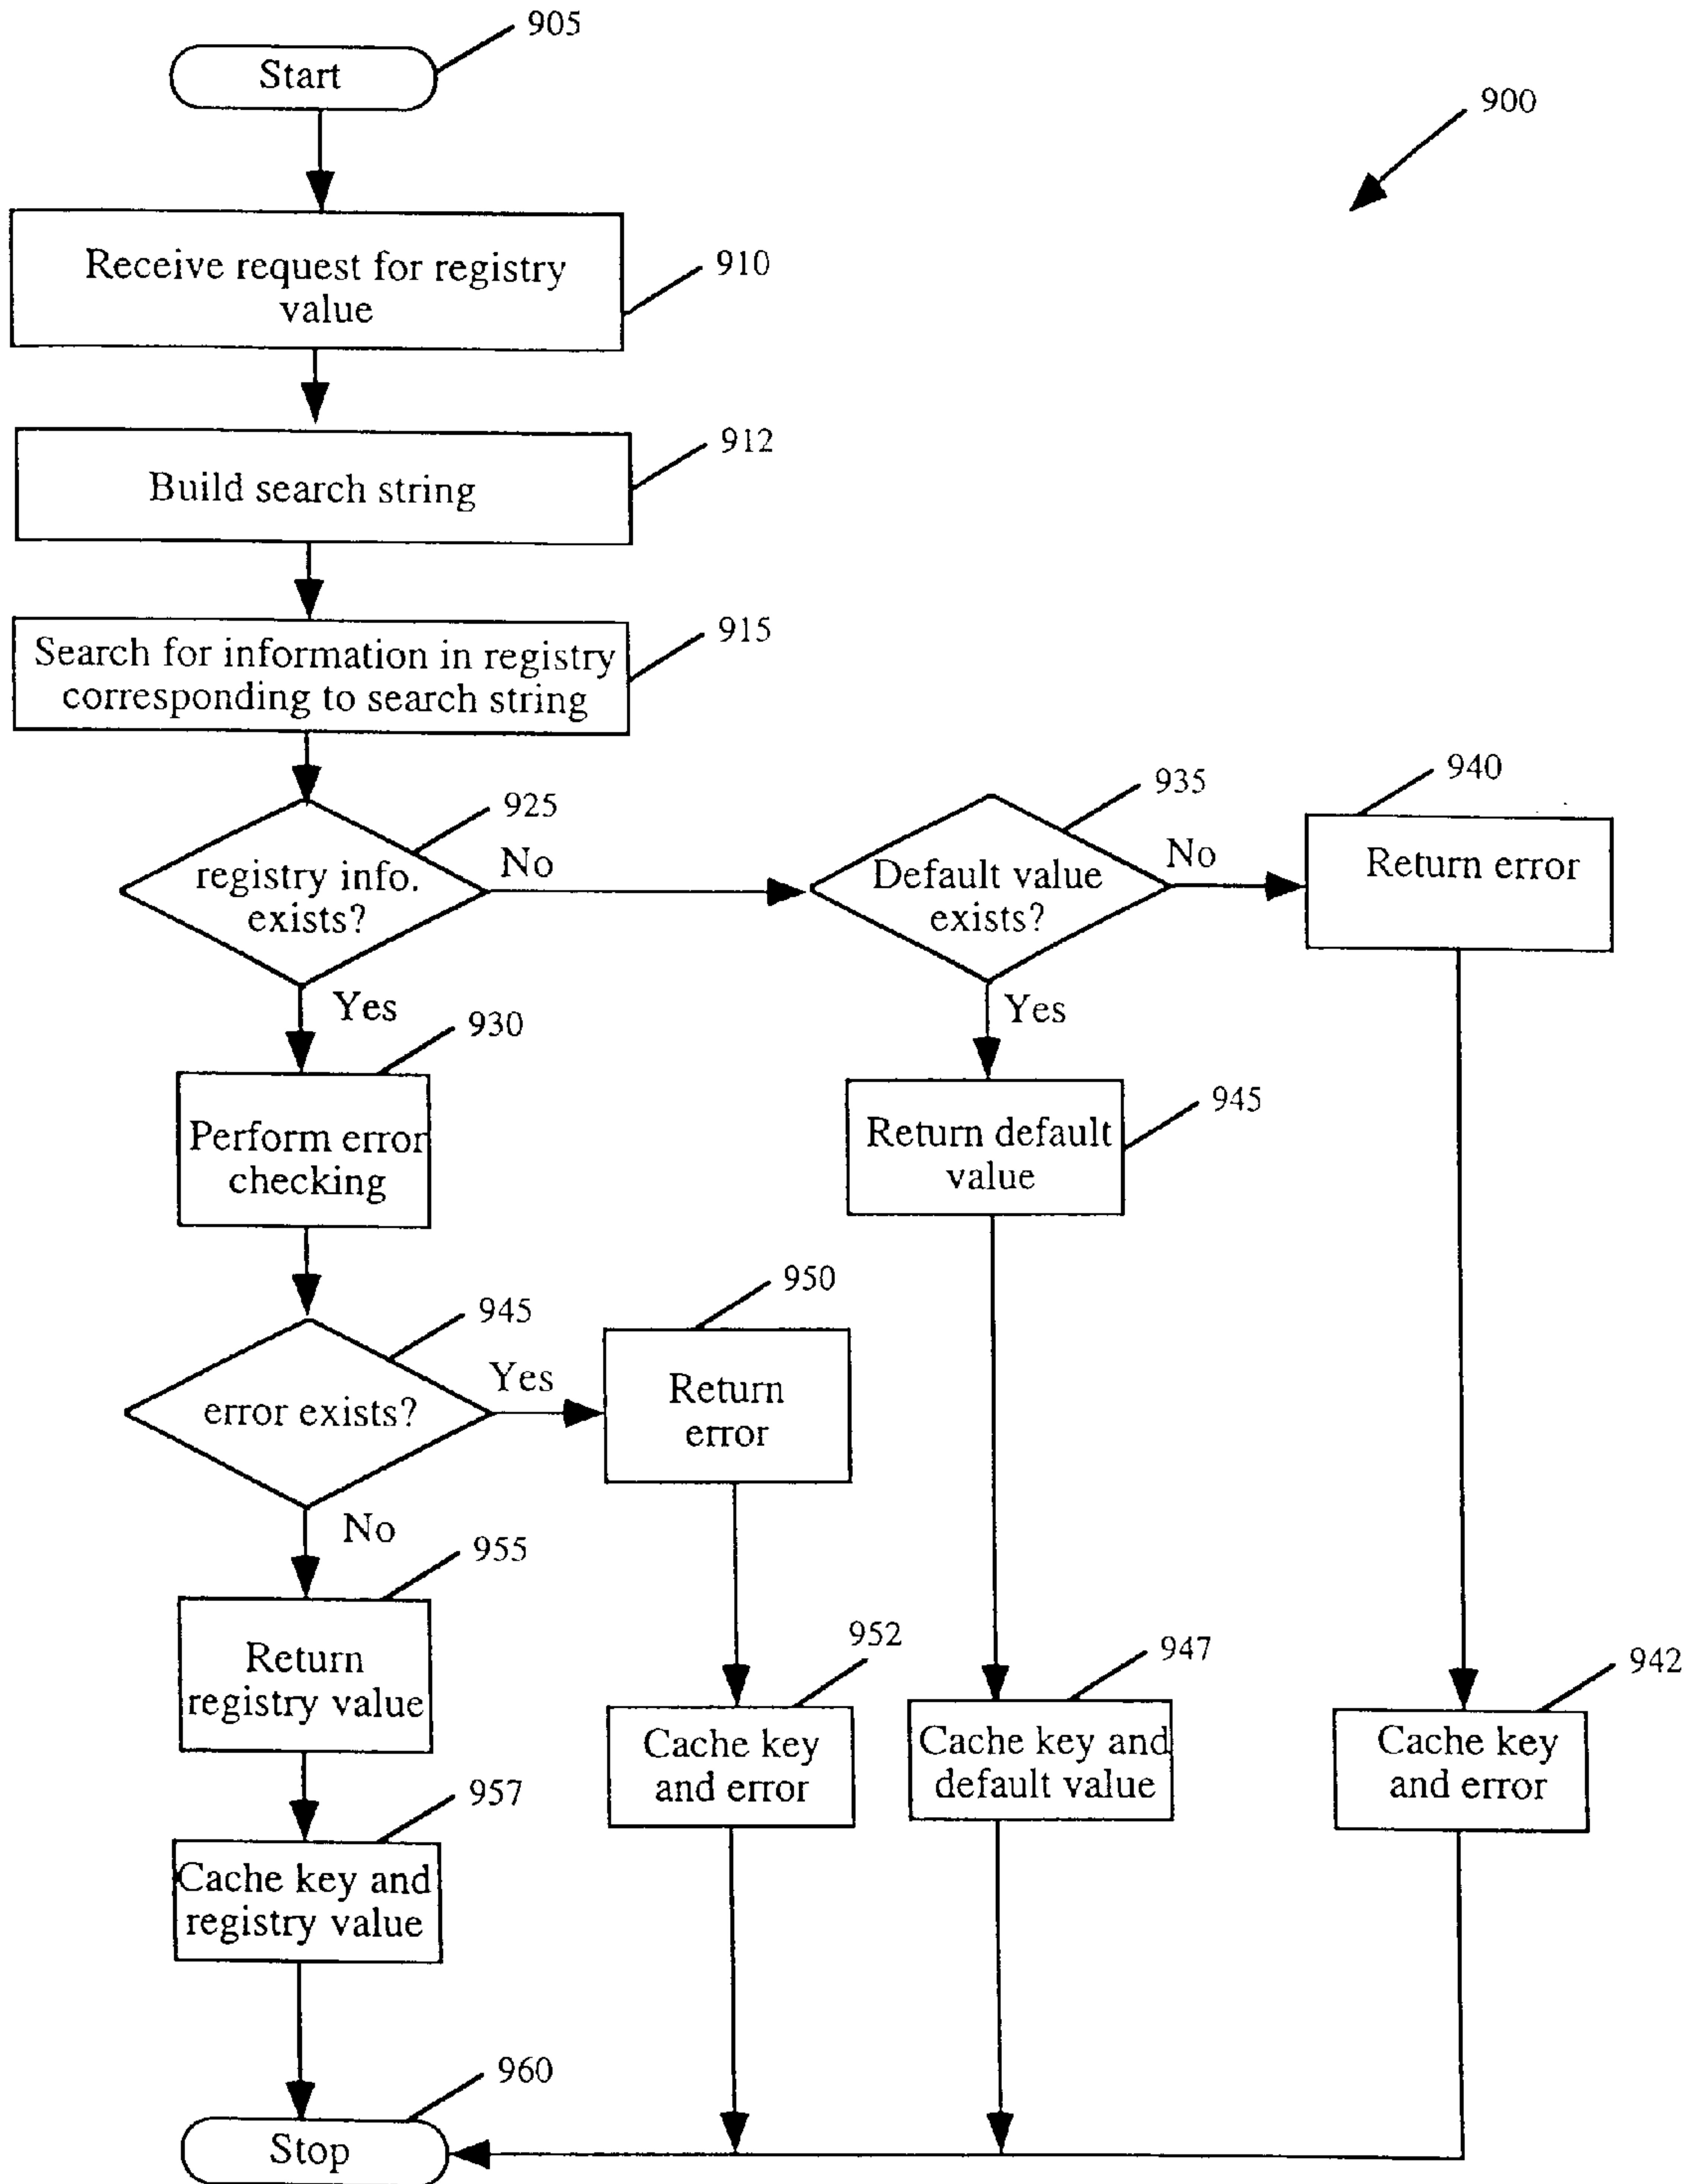 905
Start
900
Receive request for registry
value
910
912
Build search string
915
Search for information in registry
corresponding to search string
925
registry info.
exists?
No
935
Default value
exists?
No
940
Return error
Yes
930
Perform error
checking
Yes
945
Return default
value
945
error exists?
Yes
950
Return
error
No
955
Return
registry value
952
Cache key
and error
947
Cache key and
default value
942
Cache key
and error
957
Cache key and
registry value
960
Stop